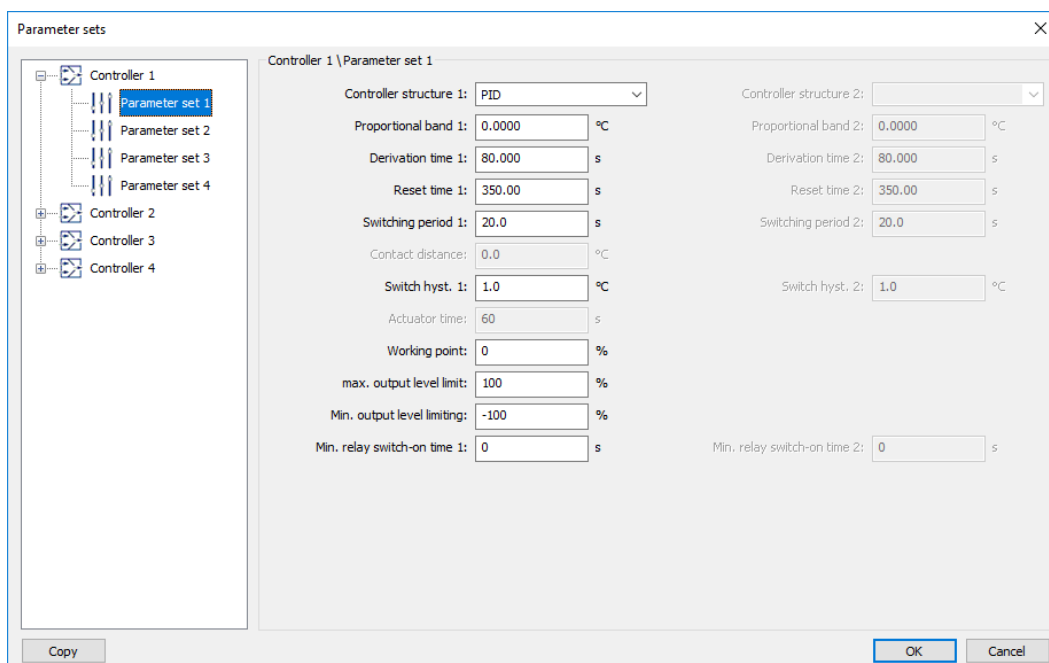 Parameter sets
Controller 1
Parameter set 1
Parameter set 2
Parameter set 3
Parameter set 4
Controller 2
Controller 3
Controller 4
Controller 1 \ Parameter set 1
Controller structure 1: PID Controller structure 2:
Proportional band 1: 0.0000 °C Proportional band 2: 0.0000 °C
Derivation time 1: 80.000 s Derivation time 2: 80.000 s
Reset time 1: 350.00 s Reset time 2: 350.00 s
Switching period 1: 20.0 s Switching period 2: 20.0 s
Contact distance: 0.0 °C
Switch hyst. 1: 1.0 °C Switch hyst. 2: 1.0 °C
Actuator time: 60 s
Working point: 0 %
max. output level limit: 100 %
Min. output level limiting: -100 %
Min. relay switch-on time 1: 0 s Min. relay switch-on time 2: 0 s
Copy OK Cancel